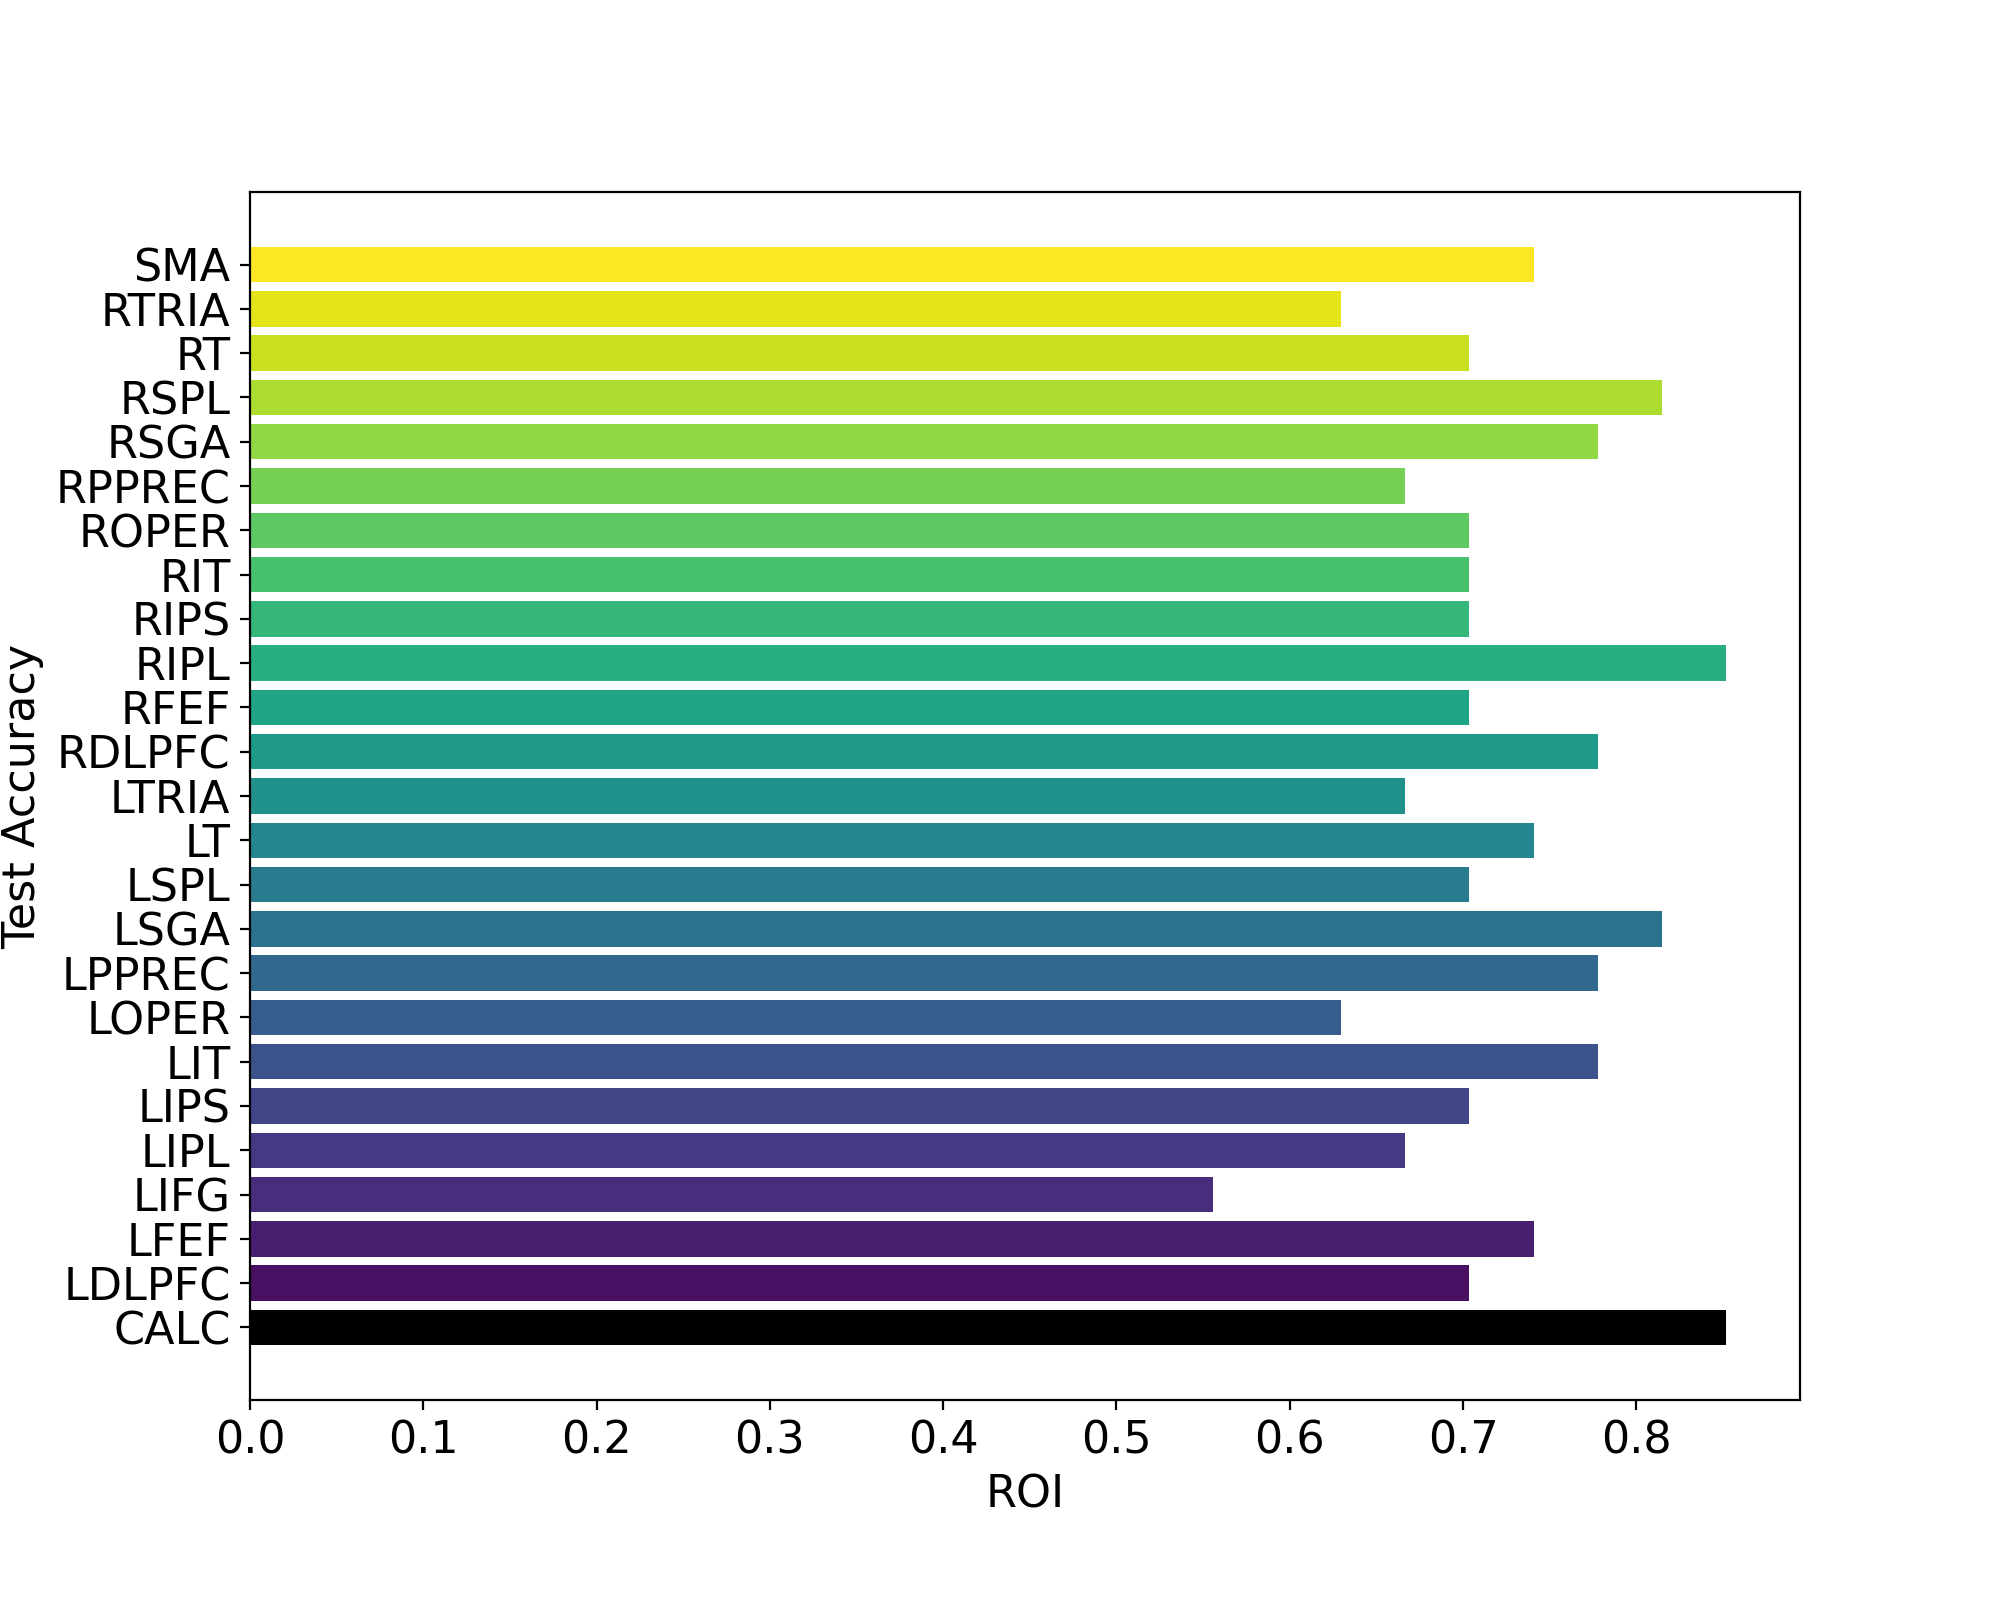 SMA
RTRIA
RT
RSPL
RSGA
RPPREC
ROPER
RIT
RIPS
RIPL
RFEF
RDLPFC
LTRIA
LT
LSPL
LSGA
LPPREC
LOPER
LIT
LIPS
LIPL
LIFG
LFEF
LDLPFC
CALC
Test Accuracy
0.0 0.1 0.2 0.3 0.4 0.5 0.6 0.7 0.8
ROI